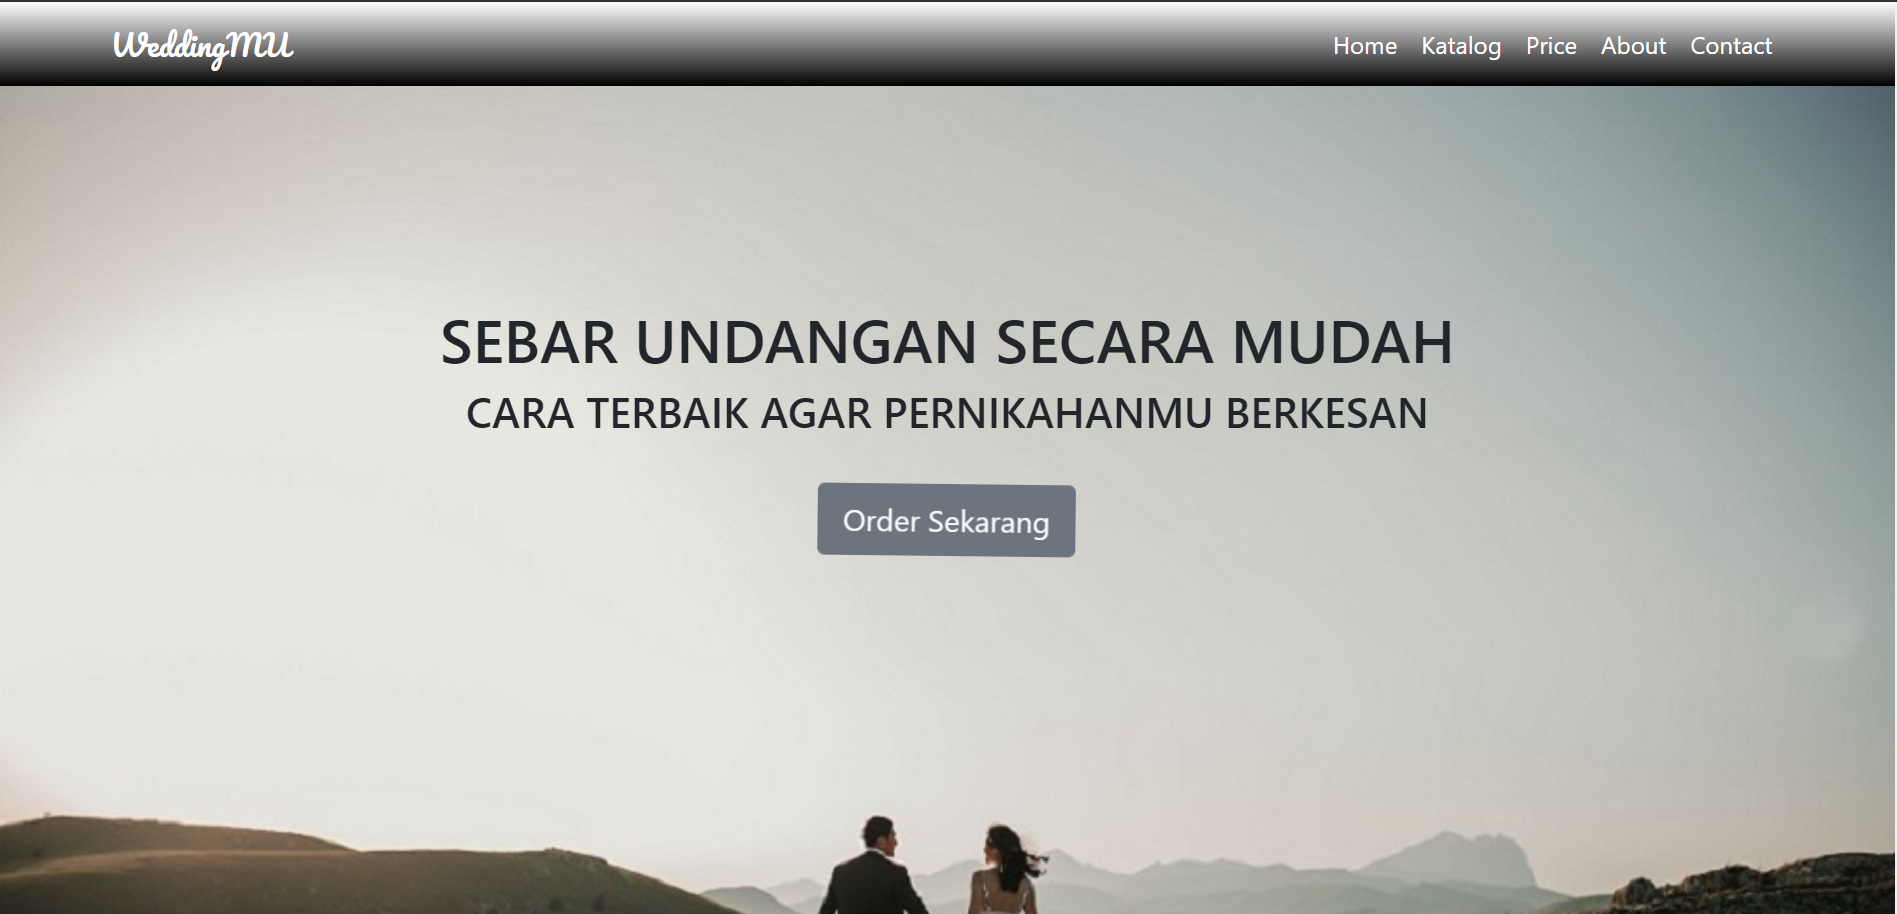 WeddingMU
Home Katalog Price About Contact
SEBAR UNDANGAN SECARA MUDAH
CARA TERBAIK AGAR PERNIKAHANMU BERKESAN
Order Sekarang